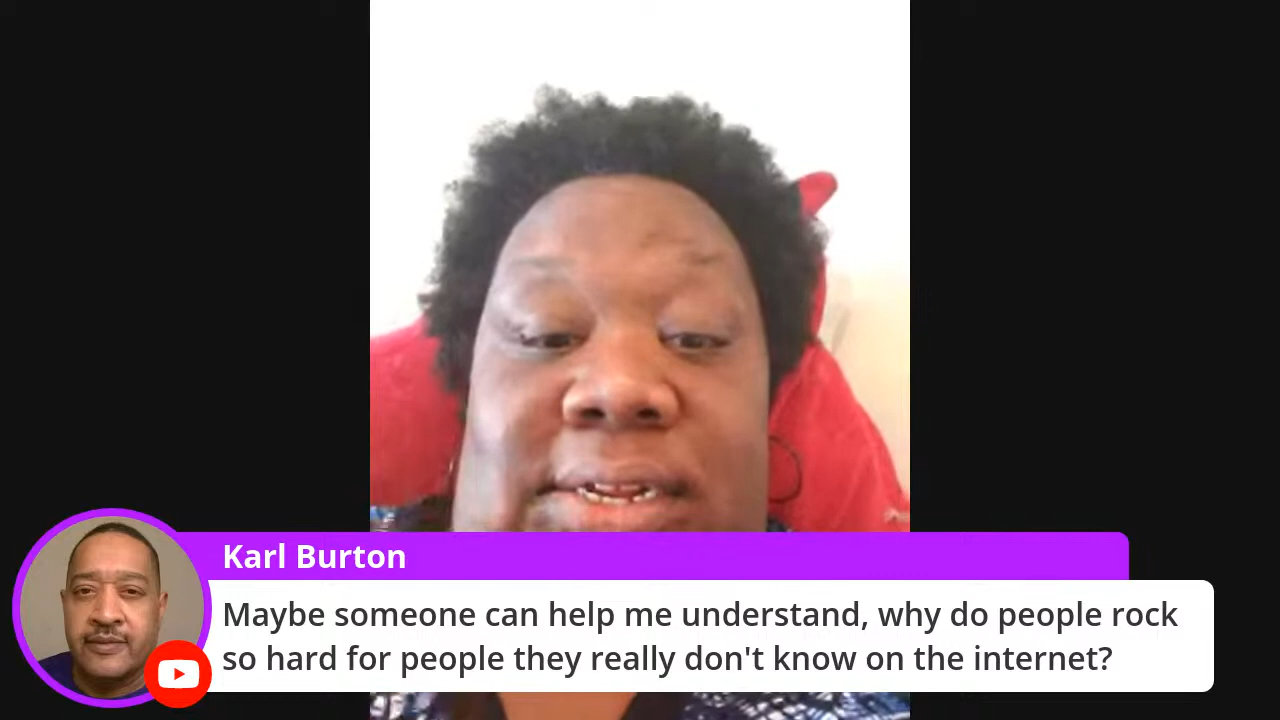 Karl Burton
Maybe someone can help me understand, why do people rock
so hard for people they really don't know on the internet?